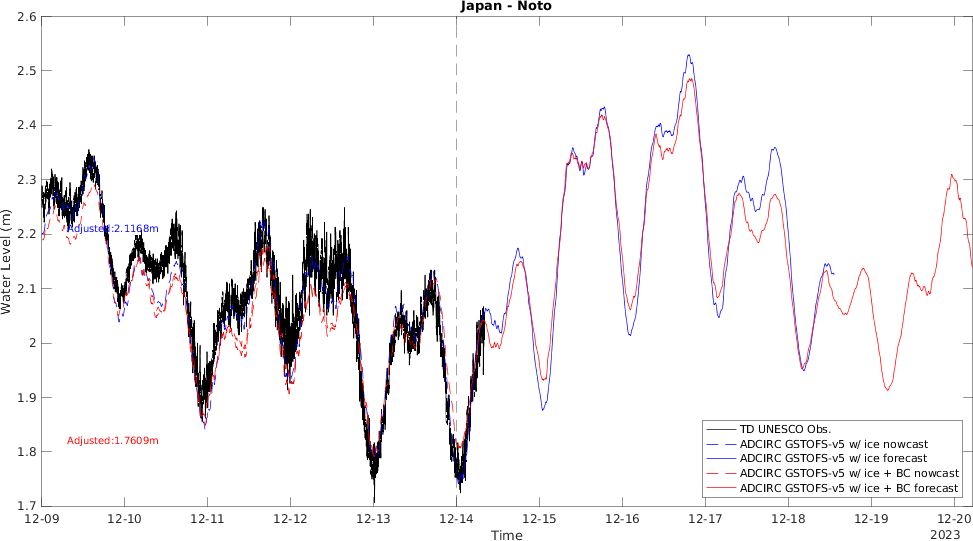 Japan - Noto
Water Level (m)
2.6
2.5
2.4
2.3
2.2
2.1
2
1.9
1.8
1.7
Adjusted:2.1168m
Adjusted:1.7609m
TD UNESCO Obs.
ADCIRC GSTOFS-v5 w/ ice nowcast
ADCIRC GSTOFS-v5 w/ ice forecast
ADCIRC GSTOFS-v5 w/ ice + BC nowcast
ADCIRC GSTOFS-v5 w/ ice + BC forecast
12-09 12-10 12-11 12-12 12-13 12-14 12-15 12-16 12-17 12-18 12-19 12-20
Time
2023